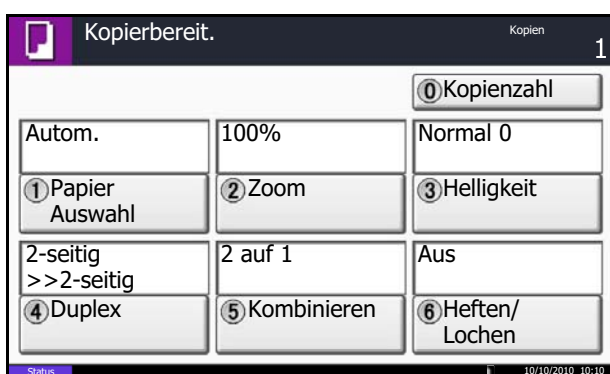 Kopierbereit.
Kopien
1
0 Kopienzahl
Autom.
100%
Normal 0
1 Papier
Auswahl
2 Zoom
3 Helligkeit
2-seitig
>>2-seitig
2 auf 1
Aus
4 Duplex
5 Kombinieren
6 Heften/
Lochen
Status
10/10/2010 10:10